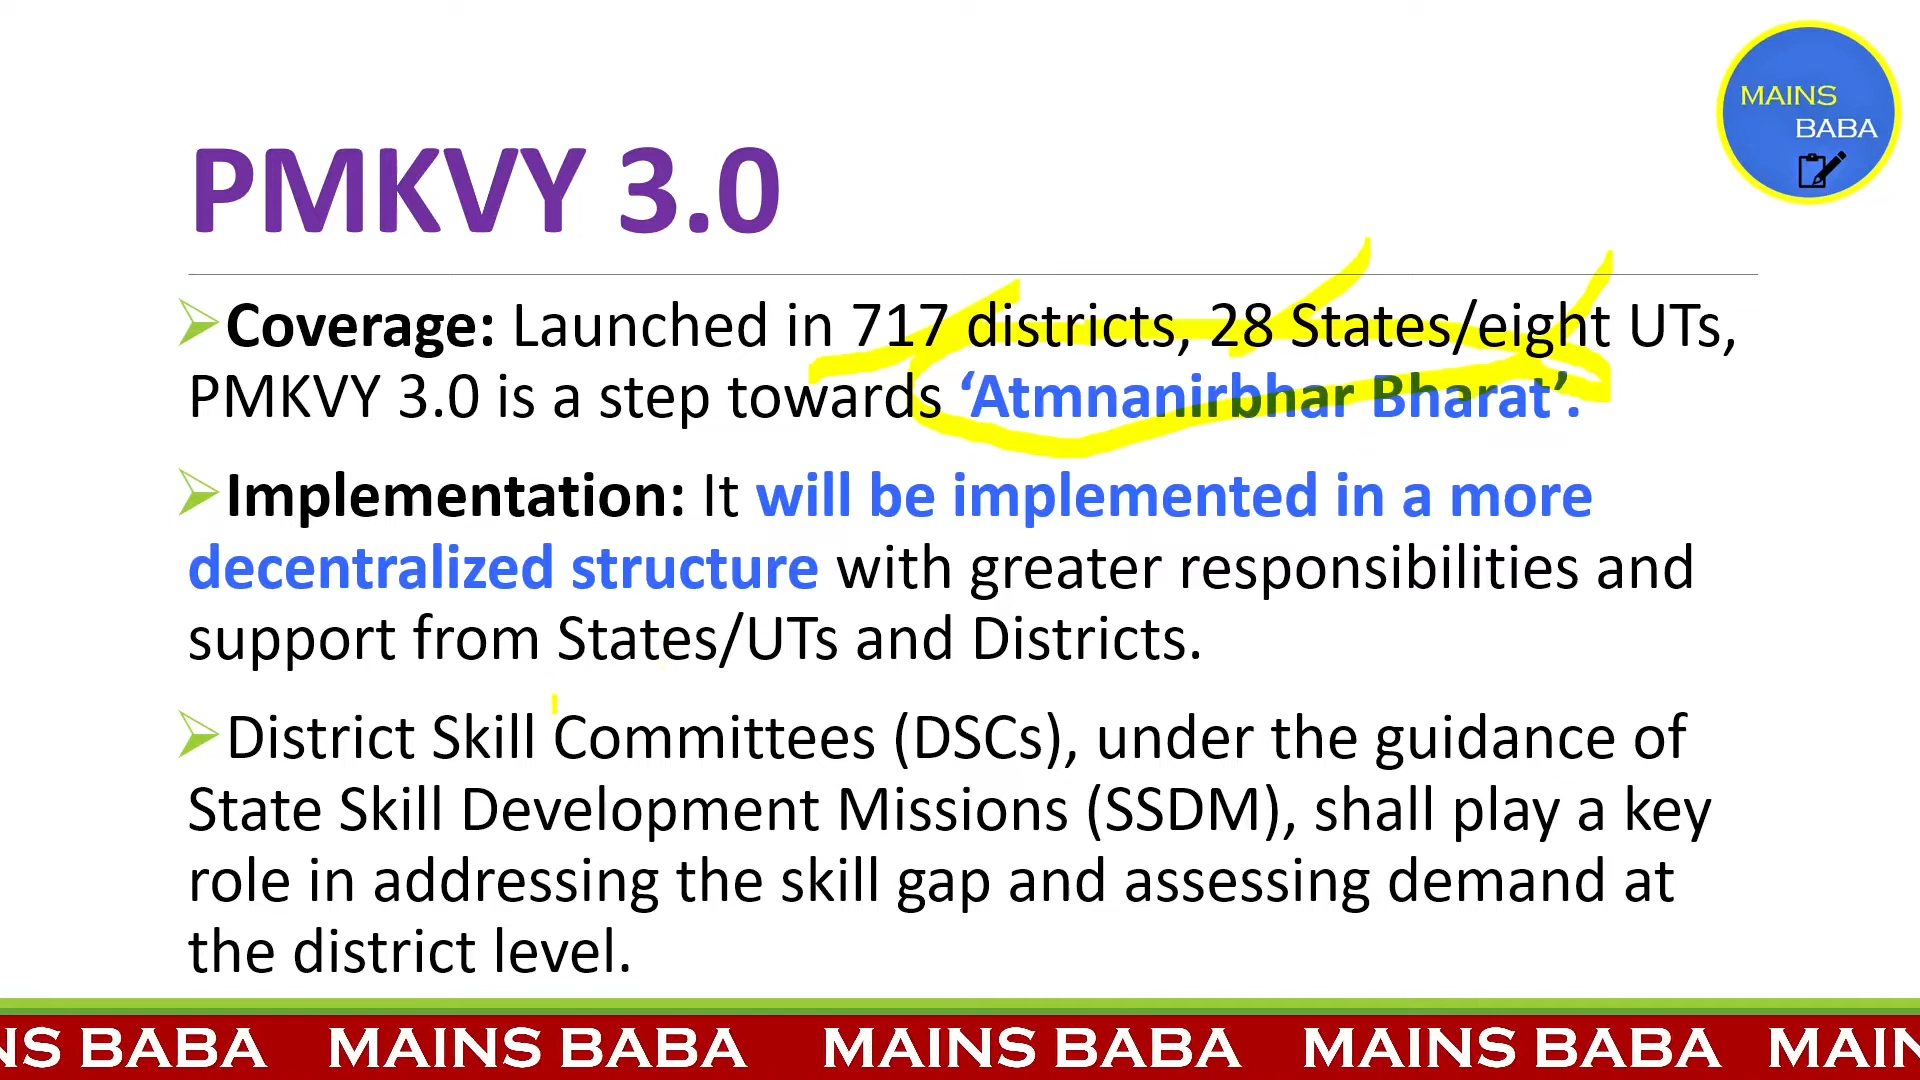 MAINS
BABA
PMKVY 3.0
Coverage: Launched in 717 districts, 28 States/eight UTs,
PMKVY 3.0 is a step towards ‘Atmnanirbhar Bharat’.
Implementation: It will be implemented in a more
decentralized structure with greater responsibilities and
support from States/UTs and Districts.
District Skill Committees (DSCs), under the guidance of
State Skill Development Missions (SSDM), shall play a key
role in addressing the skill gap and assessing demand at
the district level.
NS BABA MAINS BABA MAINS BABA MAINS BABA MAIN